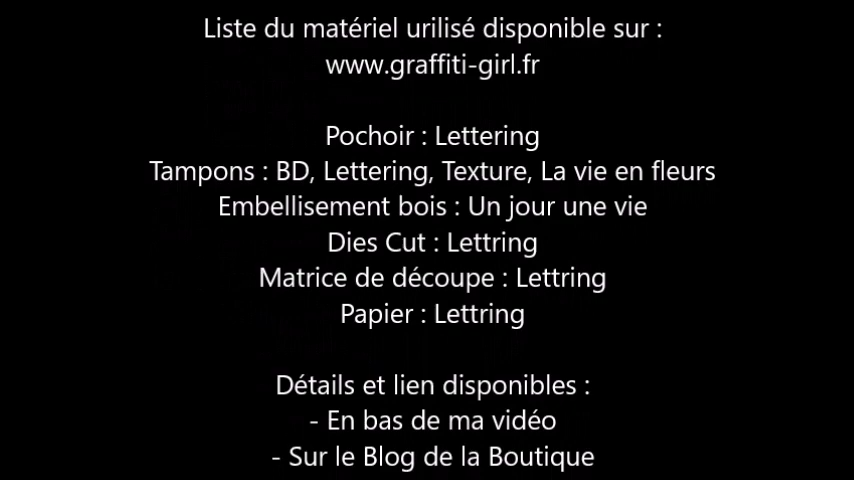 Liste du matériel urilisé disponible sur :
www.graffiti-girl.fr
Pochoir : Lettering
Tampons : BD, Lettering, Texture, La vie en fleurs
Embellisement bois : Un jour une vie
Dies Cut : Lettring
Matrice de découpe : Lettring
Papier : Lettring
Détails et lien disponibles :
- En bas de ma vidéo
- Sur le Blog de la Boutique